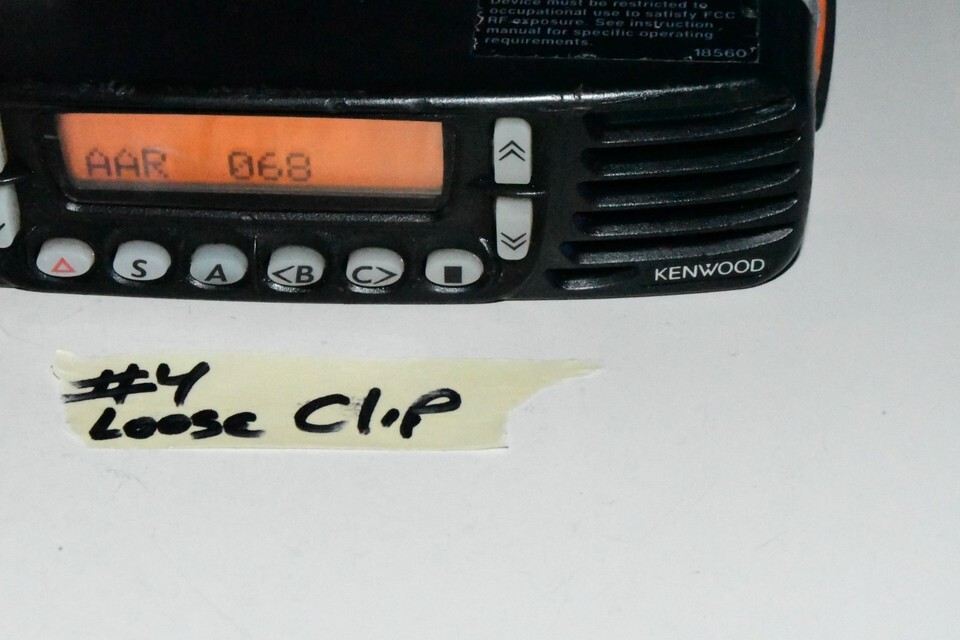 Device must be restricted to
occupational use to satisfy FCC
RF exposure. See instruction
manual for specific operating
requirements.
18560
AAR 068
S A <B C>
KENWOOD
#4
Loose Clip